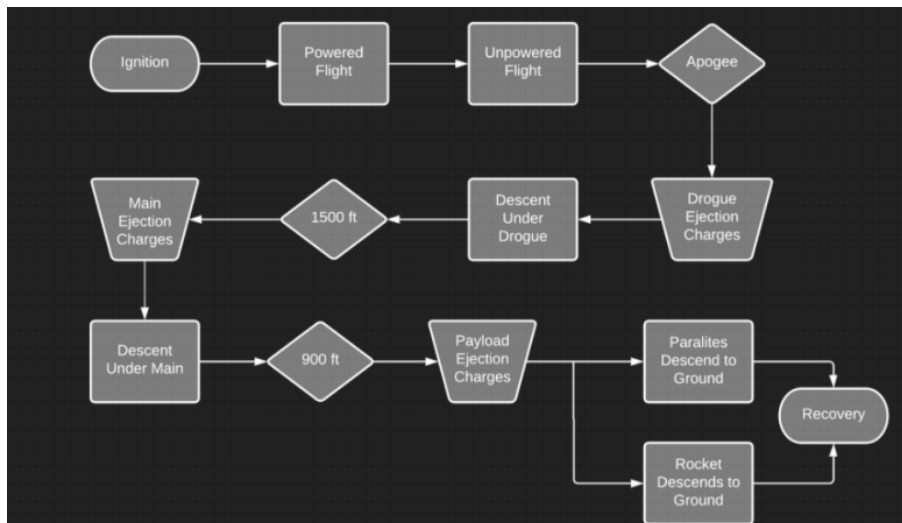 Ignition
Powered
Flight
Unpowered
Flight
Apogee
Drogue
Ejection
Charges
Descent
Under
Drogue
1500 ft
Main
Ejection
Charges
Descent
Under Main
900 ft
Payload
Ejection
Charges
Paralites
Descend to
Ground
Rocket
Descends to
Ground
Recovery